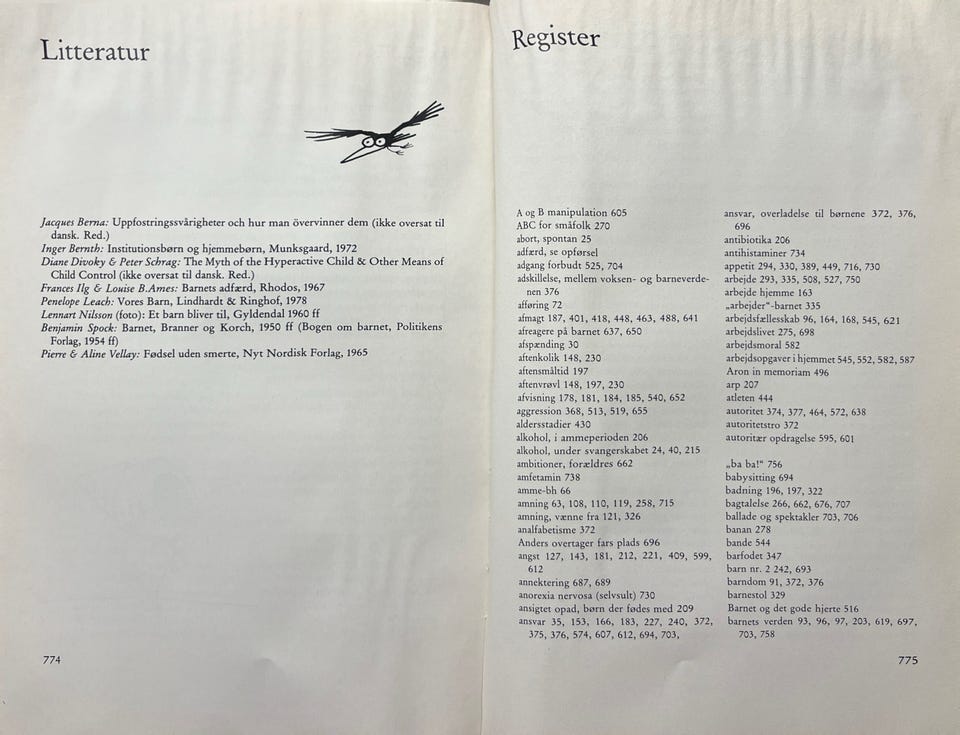 Litteratur
Jacques Berna: Uppfostringssvårigheter och hur man övervinner dem (ikke oversat til
dansk. Red.)
Inger Bernth: Institutionsbørn og hjemmebørn, Munksgaard, 1972
Diane Divoky & Peter Schrag: The Myth of the Hyperactive Child & Other Means of
Child Control (ikke oversat til dansk. Red.)
Frances Ilg & Louise B.Ames: Barnets adfærd, Rhodos, 1967
Penelope Leach: Vores Barn, Lindhardt & Ringhof, 1978
Lennart Nilsson (foto): Et barn bliver til, Gyldendal 1960 ff
Benjamin Spock: Barnet, Branner og Korch, 1950 ff (Bogen om barnet, Politikens
Forlag, 1954 ff)
Pierre & Aline Vellay: Fødsel uden smerte, Nyt Nordisk Forlag, 1965
774
Register
A og B manipulation 605
ABC for småfolk 270
abort, spontan 25
adfærd, se opførsel
adgang forbudt 525, 704
adskillelse, mellem voksen- og barneverde-
nen 376
afføring 72
afmagt 187, 401, 418, 448, 463, 488, 641
afreagere på barnet 637, 650
afspænding 30
aftenkolik 148, 230
aftensmåltid 197
aftenvrøvl 148, 197, 230
afvisning 178, 181, 184, 185, 540, 652
aggression 368, 513, 519, 655
aldersstadier 430
alkohol, i ammeperioden 206
alkohol, under svangerskabet 24, 40, 215
ambitioner, forældres 662
amfetamin 738
amme-bh 66
amning 63, 108, 110, 119, 258, 715
amning, vænne fra 121, 326
analfabetisme 372
Anders overtager fars plads 696
angst 127, 143, 181, 212, 221, 409, 599,
612
annektering 687, 689
anorexia nervosa (selvsult) 730
ansigtet opad, børn der fødes med 209
ansvar 35, 153, 166, 183, 227, 240, 372,
375, 376, 574, 607, 612, 694, 703,
ansvar, overladelse til børnene 372, 376,
696
antibiotika 206
antihistaminer 734
appetit 294, 330, 389, 449, 716, 730
arbejde 293, 335, 508, 527, 750
arbejde hjemme 163
„arbejder”-barnet 335
arbejdsfællesskab 96, 164, 168, 545, 621
arbejdslivet 275, 698
arbejdsmoral 582
arbejdsopgaver i hjemmet 545, 552, 582, 587
Aron in memoriam 496
arp 207
atleten 444
autoritet 374, 377, 464, 572, 638
autoritetstro 372
autoritær opdragelse 595, 601
„ba ba!” 756
babysitting 694
badning 196, 197, 322
bagtalelse 266, 662, 676, 707
ballade og spektakler 703, 706
banan 278
bande 544
barfodet 347
barn nr. 2 242, 693
barndom 91, 372, 376
barnestol 329
Barnet og det gode hjerte 516
barnets verden 93, 96, 97, 203, 619, 697,
703, 758
775